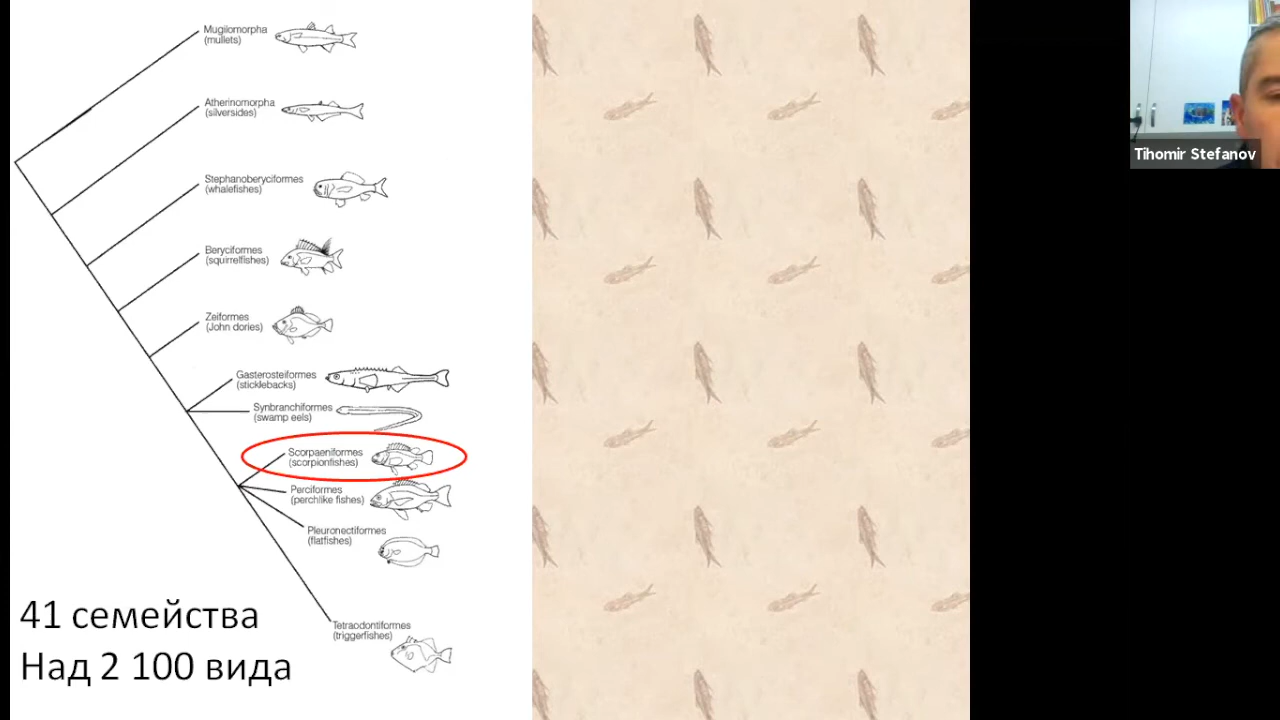 Mugilomorpha
(mullets)
Atherinomorpha
(silversides)
Stephanoberyciformes
(whalefishes)
Beryciformes
(squirrelfishes)
Zeiformes
(John dories)
Gasterosteiformes
(sticklebacks)
Synbranchiformes
(swamp eels)
Scorpaeniformes
(scorpionfishes)
Perciformes
(perchlike fishes)
Pleuronectiformes
(flatfishes)
Tetraodontiformes
(triggerfishes)
41 семейства
Над 2 100 вида
Tihomir Stefanov